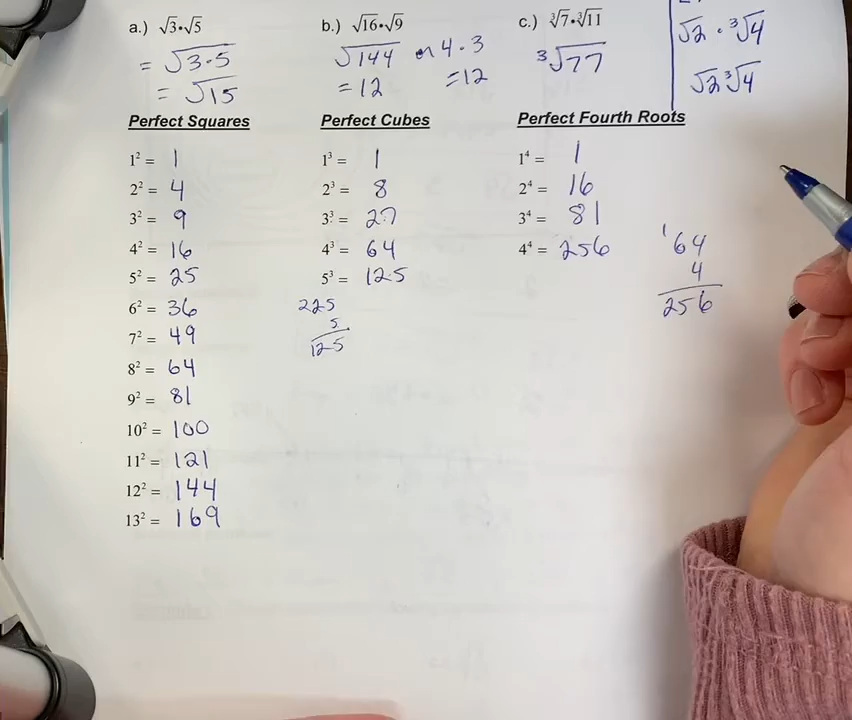 a.) √3•√5
= √3·5
= √15
b.) √16•√9
√144 or 4·3
= 12 =12
c.) ∛7•∛11
³√77
√2 · ³√4
√2 ³√4
Perfect Squares
1² = 1
2² = 4
3² = 9
4² = 16
5² = 25
6² = 36
7² = 49
8² = 64
9² = 81
10² = 100
11² = 121
12² = 144
13² = 169
Perfect Cubes
1³ = 1
2³ = 8
3³ = 27
4³ = 64
5³ = 125
225
5
125
Perfect Fourth Roots
1⁴ = 1
2⁴ = 16
3⁴ = 81
4⁴ = 256
1
64
4
256